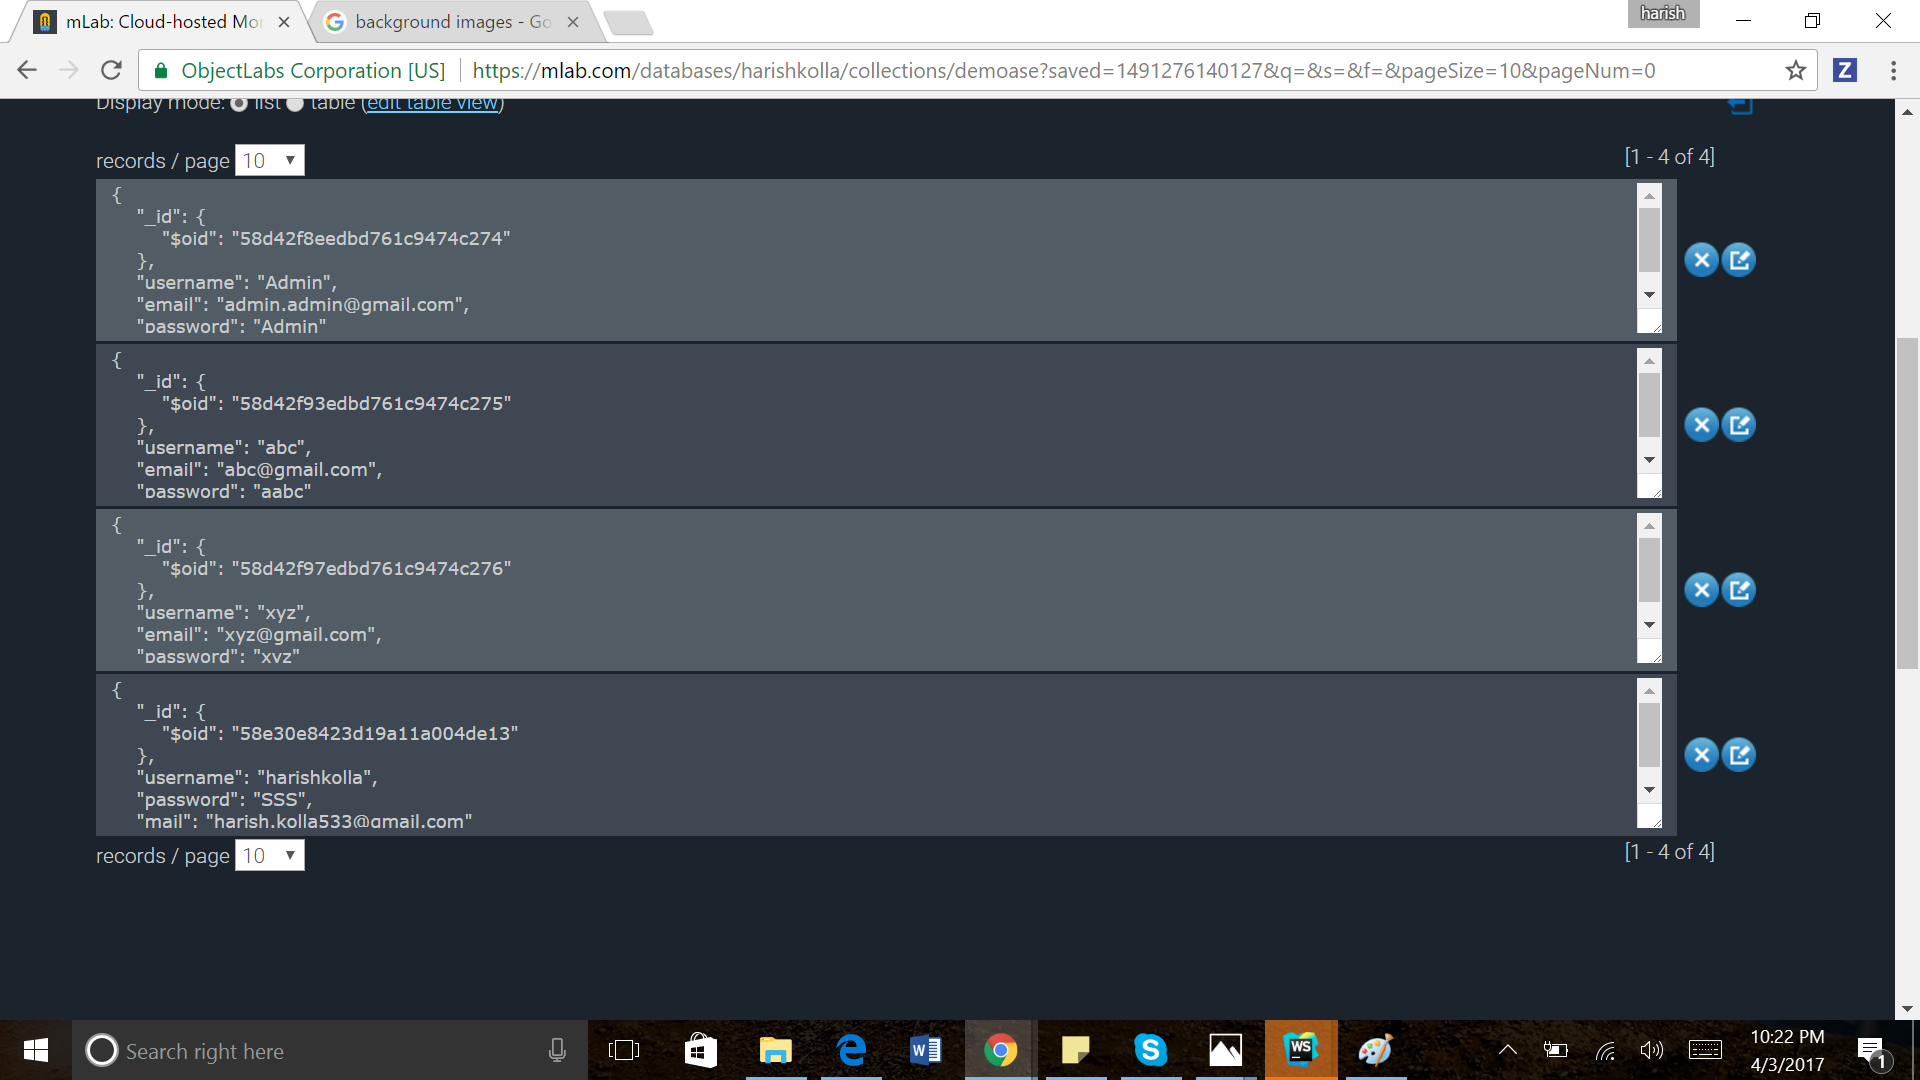 mLab: Cloud-hosted Mo
background images - Go
harish
ObjectLabs Corporation [US]
https://mlab.com/databases/harishkolla/collections/demoase?saved=1491276140127&q=&s=&f=&pageSize=10&pageNum=0
Z
Display mode: list table (edit table view)
records / page 10
[1 - 4 of 4]
{
"_id": {
"$oid": "58d42f8eedbd761c9474c274"
},
"username": "Admin",
"email": "admin.admin@gmail.com",
"password": "Admin"
{
"_id": {
"$oid": "58d42f93edbd761c9474c275"
},
"username": "abc",
"email": "abc@gmail.com",
"password": "aabc"
{
"_id": {
"$oid": "58d42f97edbd761c9474c276"
},
"username": "xyz",
"email": "xyz@gmail.com",
"password": "xyz"
{
"_id": {
"$oid": "58e30e8423d19a11a004de13"
},
"username": "harishkolla",
"password": "SSS",
"mail": "harish.kolla533@gmail.com"
records / page 10
[1 - 4 of 4]
Search right here
WS
10:22 PM
4/3/2017
1